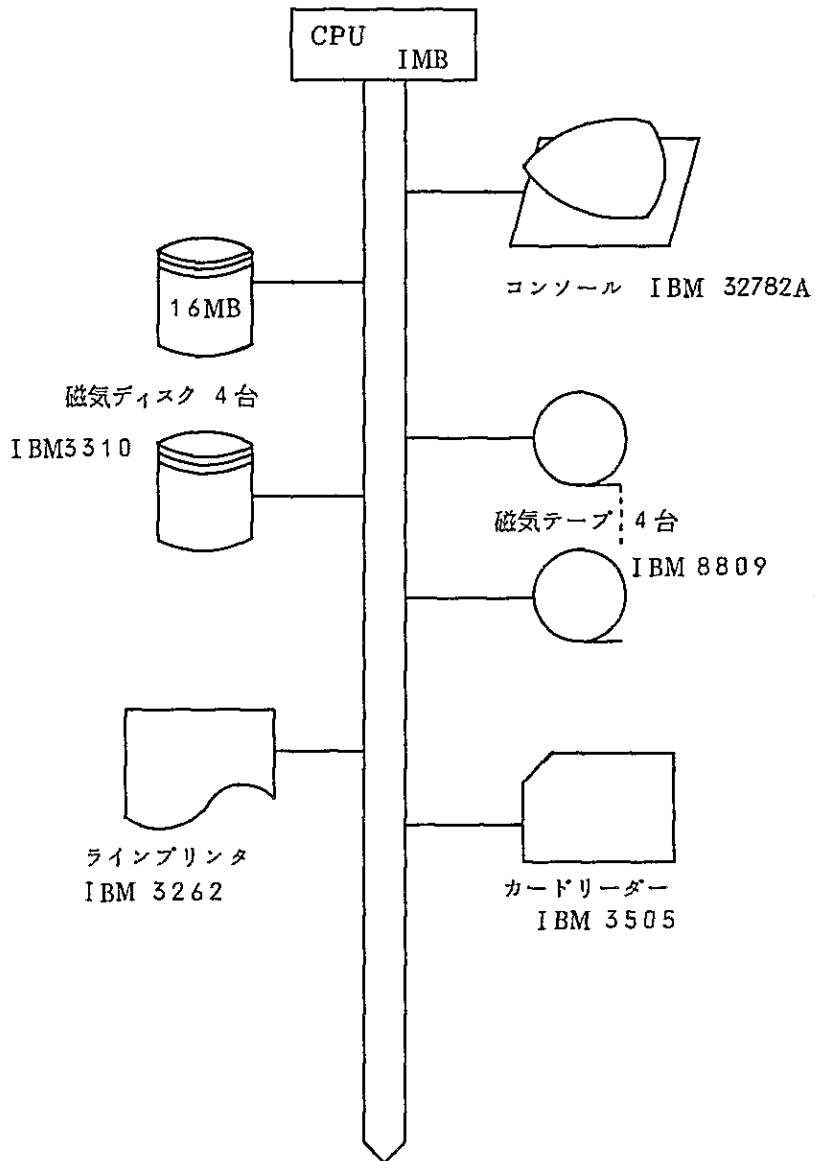 CPU
IMB
コンソール IBM 32782A
16MB
磁気ディスク 4台
IBM3310
磁気テープ 4台
IBM 8809
ラインプリンタ
IBM 3262
カードリーダー
IBM 3505